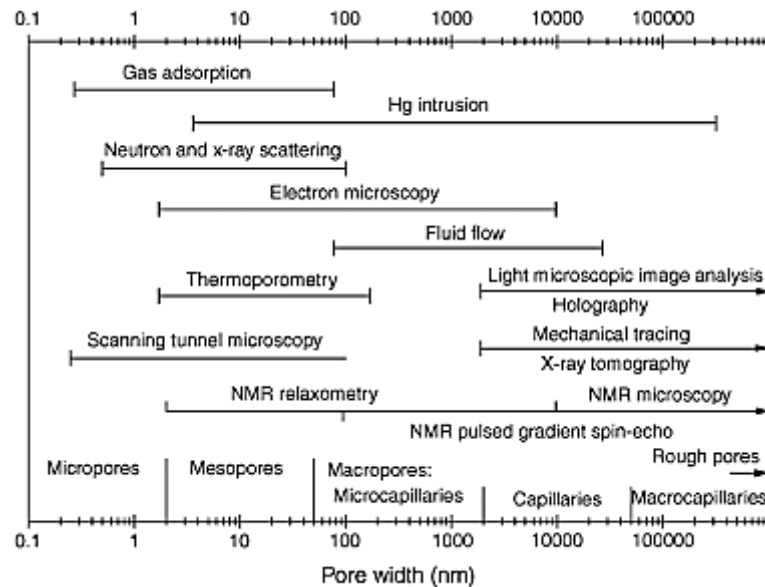 0.1 1 10 100 1000 10000 100000
Gas adsorption
Hg intrusion
Neutron and x-ray scattering
Electron microscopy
Fluid flow
Thermoporometry
Light microscopic image analysis
Holography
Scanning tunnel microscopy
Mechanical tracing
X-ray tomography
NMR relaxometry
NMR microscopy
NMR pulsed gradient spin-echo
Rough pores
Micropores
Mesopores
Macropores:
Microcapillaries
Capillaries
Macrocapillaries
0.1 1 10 100 1000 10000 100000
Pore width (nm)